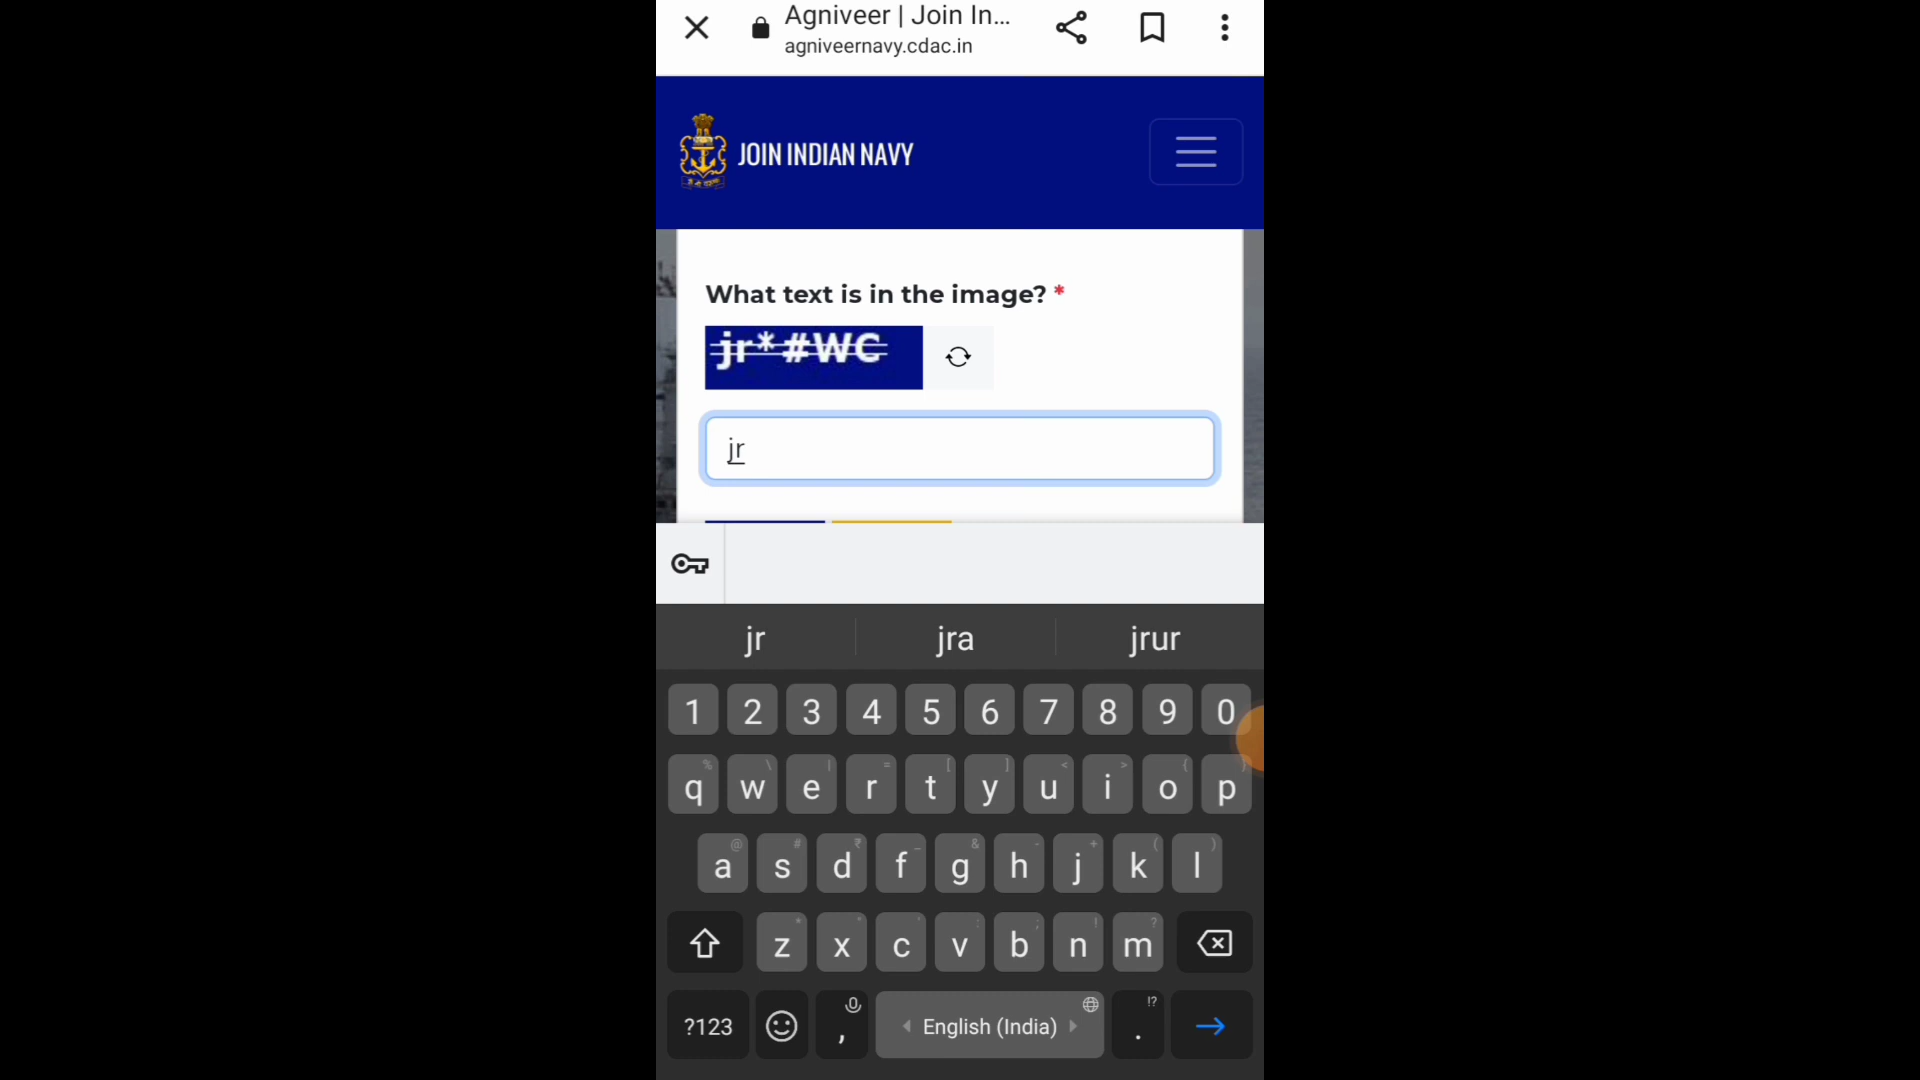 Agniveer | Join In...
agniveernavy.cdac.in
JOIN INDIAN NAVY
What text is in the image? *
jr*#WC
jr
jr jra jrur
1 2 3 4 5 6 7 8 9 0
% \ | = [ ] < > { }
q w e r t y u i o p
@ # ₹ _ & - + ( )
a s d f g h j k l
* " ' : ; ! ?
z x c v b n m
!?
?123 , English (India) .